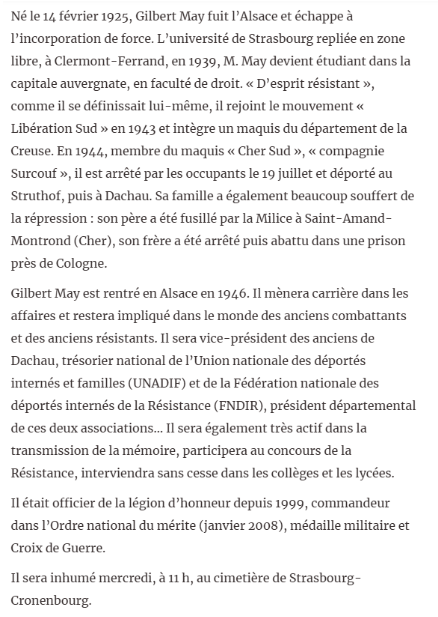 Né le 14 février 1925, Gilbert May fuit l’Alsace et échappe à
l’incorporation de force. L’université de Strasbourg repliée en zone
libre, à Clermont-Ferrand, en 1939, M. May devient étudiant dans la
capitale auvergnate, en faculté de droit. « D’esprit résistant »,
comme il se définissait lui-même, il rejoint le mouvement «
Libération Sud » en 1943 et intègre un maquis du département de la
Creuse. En 1944, membre du maquis « Cher Sud », « compagnie
Surcouf », il est arrêté par les occupants le 19 juillet et déporté au
Struthof, puis à Dachau. Sa famille a également beaucoup souffert de
la répression : son père a été fusillé par la Milice à Saint-Amand-
Montrond (Cher), son frère a été arrêté puis abattu dans une prison
près de Cologne.
Gilbert May est rentré en Alsace en 1946. Il mènera carrière dans les
affaires et restera impliqué dans le monde des anciens combattants
et des anciens résistants. Il sera vice-président des anciens de
Dachau, trésorier national de l’Union nationale des déportés
internés et familles (UNADIF) et de la Fédération nationale des
déportés internés de la Résistance (FNDIR), président départemental
de ces deux associations… Il sera également très actif dans la
transmission de la mémoire, participera au concours de la
Résistance, interviendra sans cesse dans les collèges et les lycées.
Il était officier de la légion d’honneur depuis 1999, commandeur
dans l’Ordre national du mérite (janvier 2008), médaille militaire et
Croix de Guerre.
Il sera inhumé mercredi, à 11 h, au cimetière de Strasbourg-
Cronenbourg.